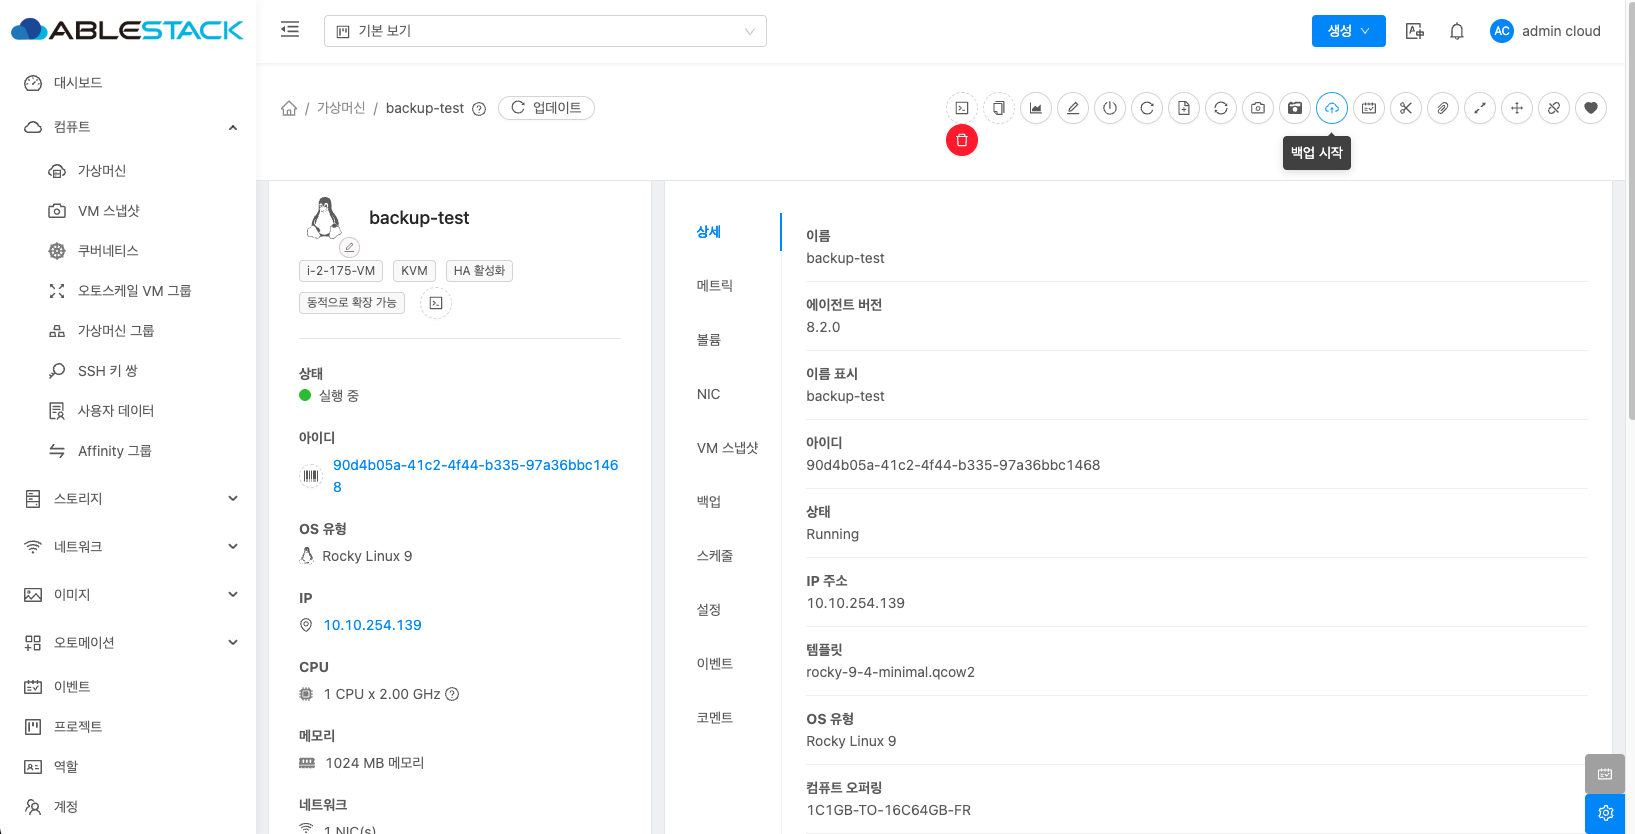 ABLESTACK
기본 보기
생성
AC
admin cloud
대시보드
컴퓨트
가상머신
VM 스냅샷
쿠버네티스
오토스케일 VM 그룹
가상머신 그룹
SSH 키 쌍
사용자 데이터
Affinity 그룹
스토리지
네트워크
이미지
오토메이션
이벤트
프로젝트
역할
계정
/ 가상머신 / backup-test
업데이트
백업 시작
backup-test
i-2-175-VM
KVM
HA 활성화
동적으로 확장 가능
상태
실행 중
아이디
90d4b05a-41c2-4f44-b335-97a36bbc146
8
OS 유형
Rocky Linux 9
IP
10.10.254.139
CPU
1 CPU x 2.00 GHz
메모리
1024 MB 메모리
네트워크
1 NIC(s)
상세
메트릭
볼륨
NIC
VM 스냅샷
백업
스케줄
설정
이벤트
코멘트
이름
backup-test
에이전트 버전
8.2.0
이름 표시
backup-test
아이디
90d4b05a-41c2-4f44-b335-97a36bbc1468
상태
Running
IP 주소
10.10.254.139
템플릿
rocky-9-4-minimal.qcow2
OS 유형
Rocky Linux 9
컴퓨트 오퍼링
1C1GB-TO-16C64GB-FR